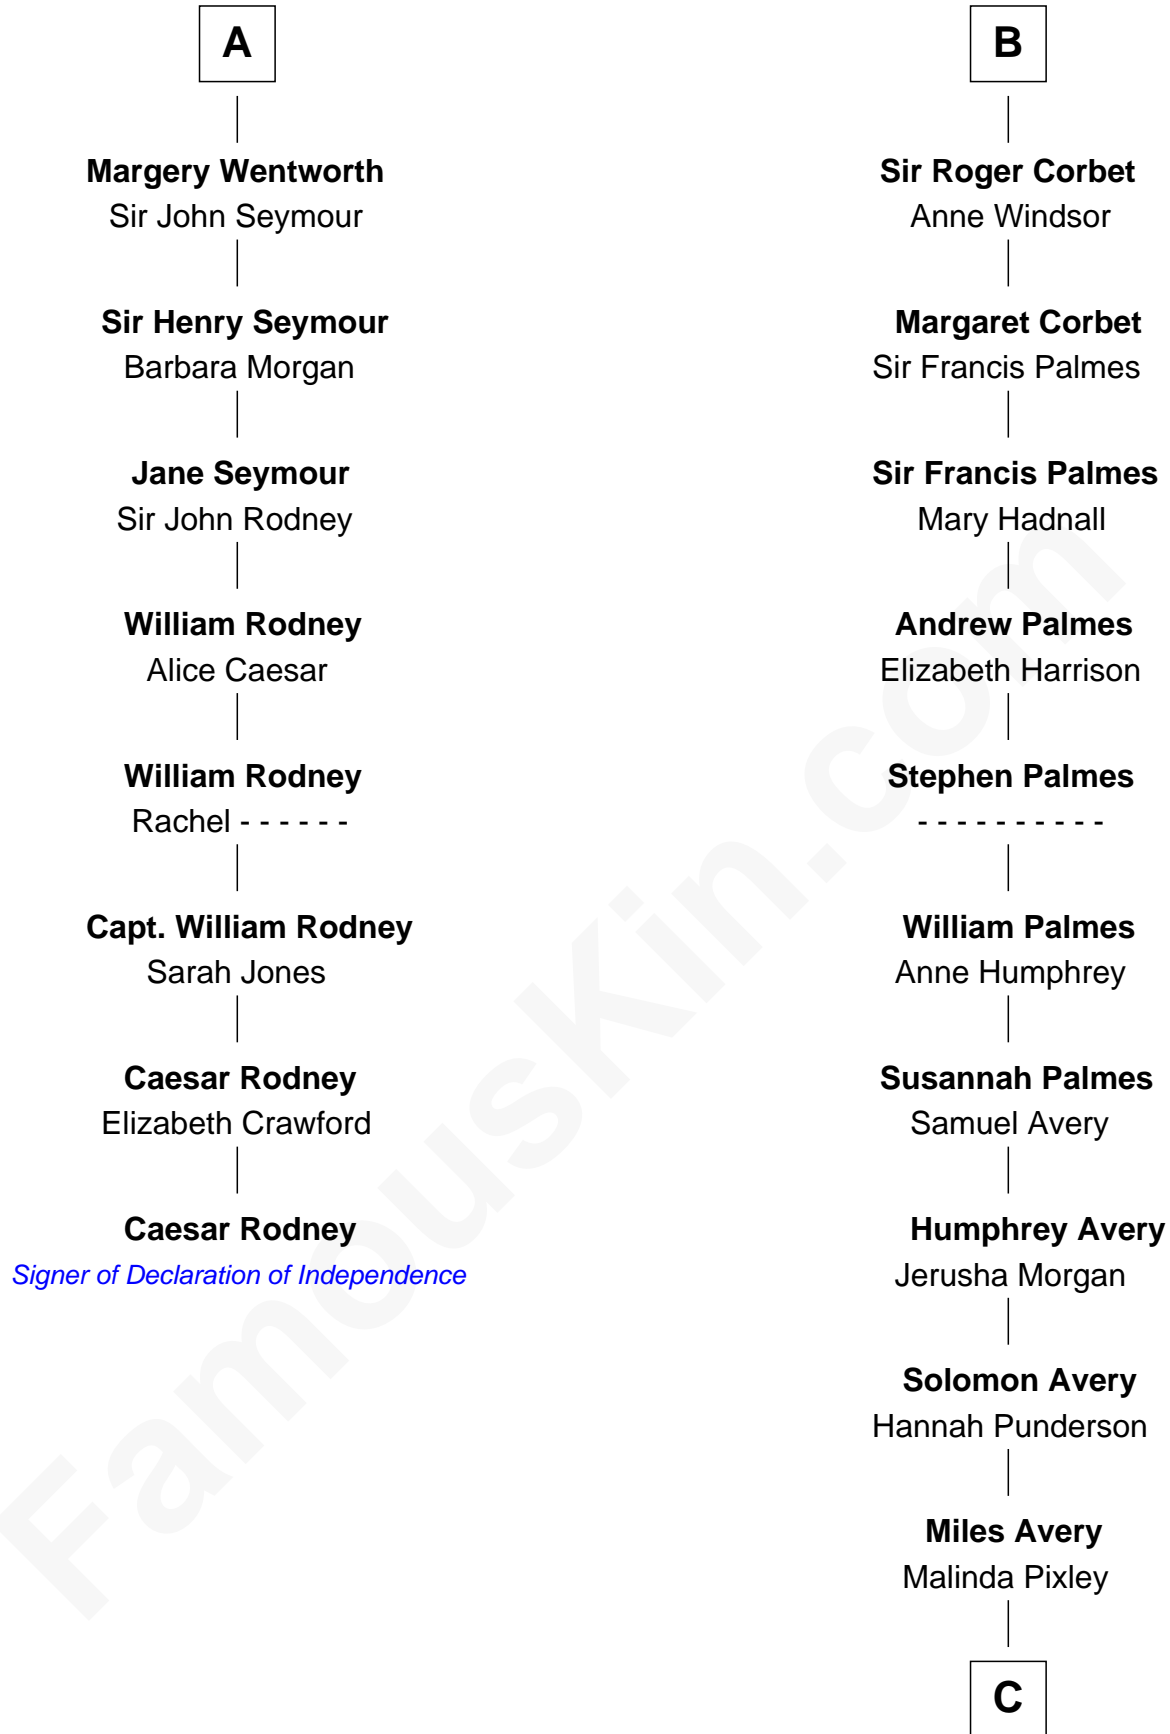 A
Margery Wentworth
Sir John Seymour
Sir Henry Seymour
Barbara Morgan
Jane Seymour
Sir John Rodney
William Rodney
Alice Caesar
William Rodney
Rachel - - - - - -
Capt. William Rodney
Sarah Jones
Caesar Rodney
Elizabeth Crawford
Caesar Rodney
Signer of Declaration of Independence
B
Sir Roger Corbet
Anne Windsor
Margaret Corbet
Sir Francis Palmes
Sir Francis Palmes
Mary Hadnall
Andrew Palmes
Elizabeth Harrison
Stephen Palmes
- - - - - - - - - -
William Palmes
Anne Humphrey
Susannah Palmes
Samuel Avery
Humphrey Avery
Jerusha Morgan
Solomon Avery
Hannah Punderson
Miles Avery
Malinda Pixley
C
FamousKin.com